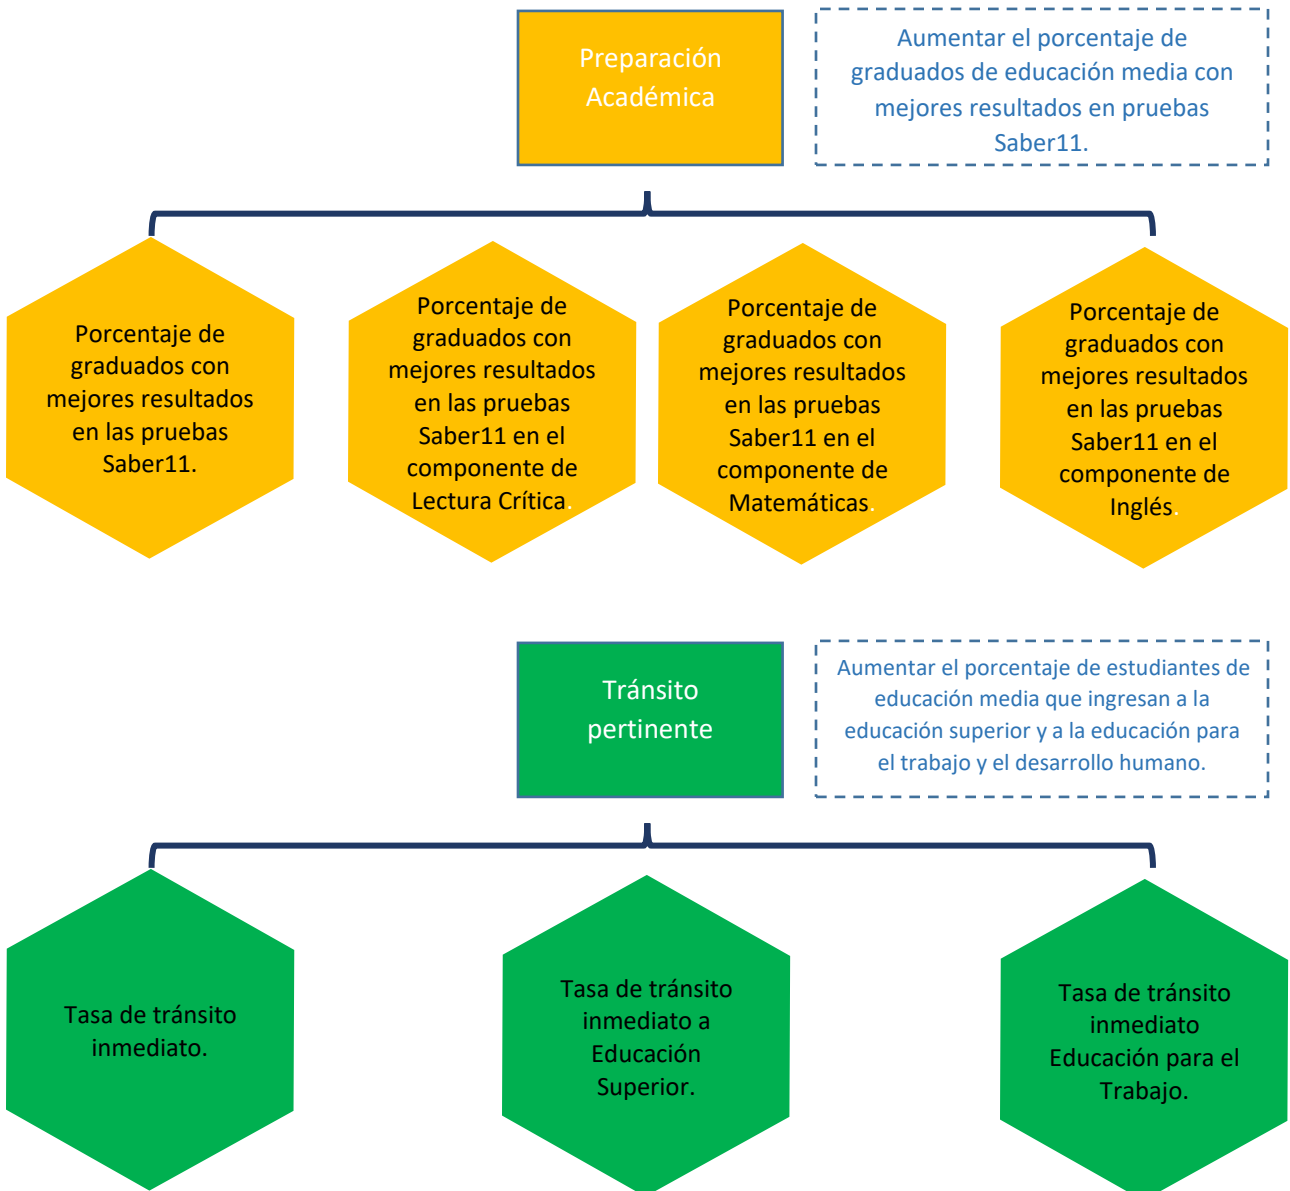 Preparación
Académica
Aumentar el porcentaje de
graduados de educación media con
mejores resultados en pruebas
Saber11.
Porcentaje de
graduados con
mejores resultados
en las pruebas
Saber11.
Porcentaje de
graduados con
mejores resultados
en las pruebas
Saber11 en el
componente de
Lectura Crítica.
Porcentaje de
graduados con
mejores resultados
en las pruebas
Saber11 en el
componente de
Matemáticas.
Porcentaje de
graduados con
mejores resultados
en las pruebas
Saber11 en el
componente de
Inglés.
Tránsito
pertinente
Aumentar el porcentaje de estudiantes de
educación media que ingresan a la
educación superior y a la educación para
el trabajo y el desarrollo humano.
Tasa de tránsito
inmediato.
Tasa de tránsito
inmediato a
Educación
Superior.
Tasa de tránsito
inmediato
Educación para el
Trabajo.